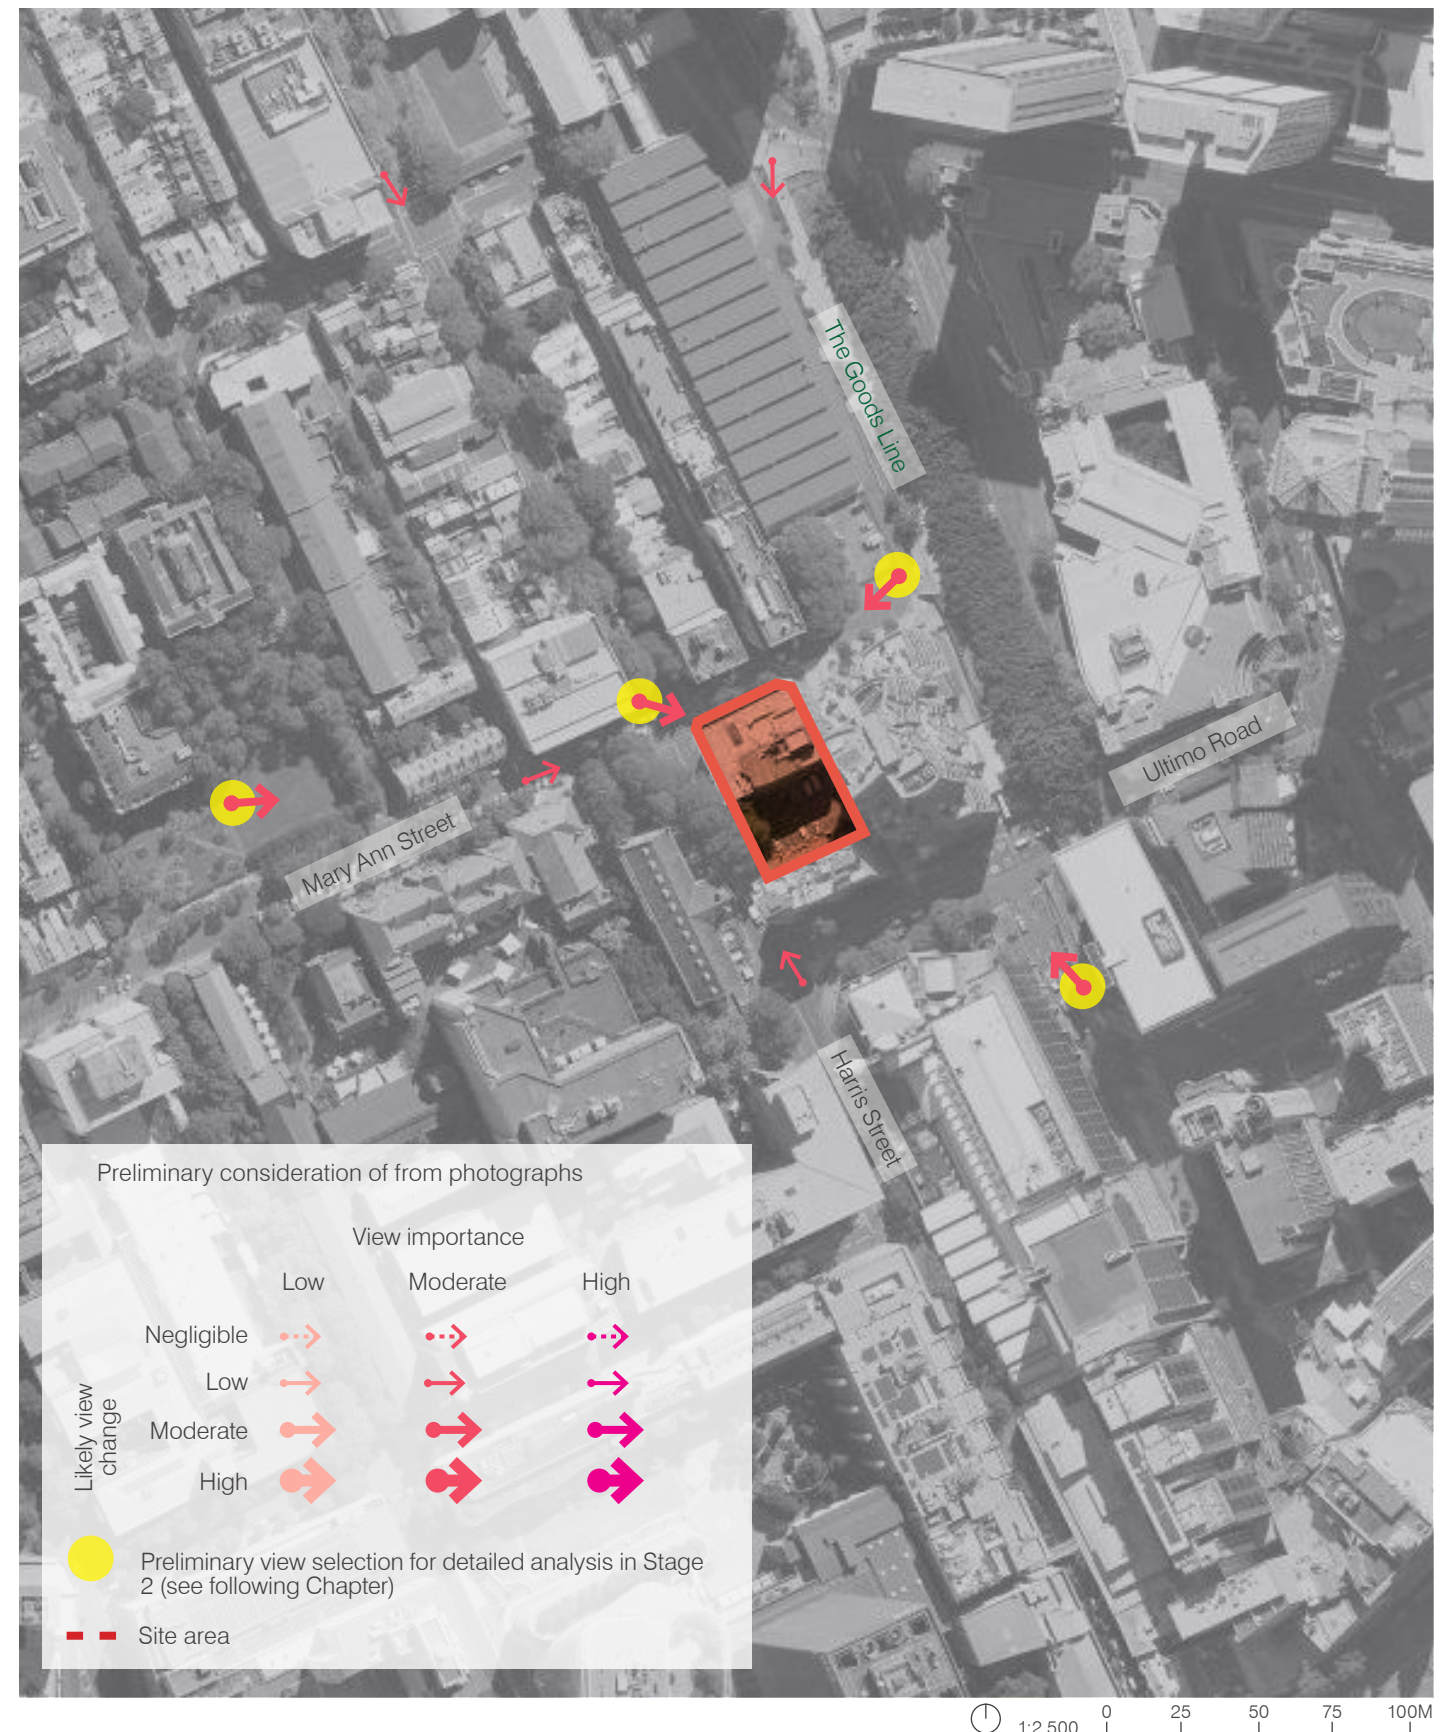 The Goods Line
Ultimo Road
Mary Ann Street
Harris Street
Preliminary consideration of from photographs
View importance
Low Moderate High
Negligible
Low
Moderate
High
Likely view
change
Preliminary view selection for detailed analysis in Stage
2 (see following Chapter)
Site area
1:2,500 0 25 50 75 100M